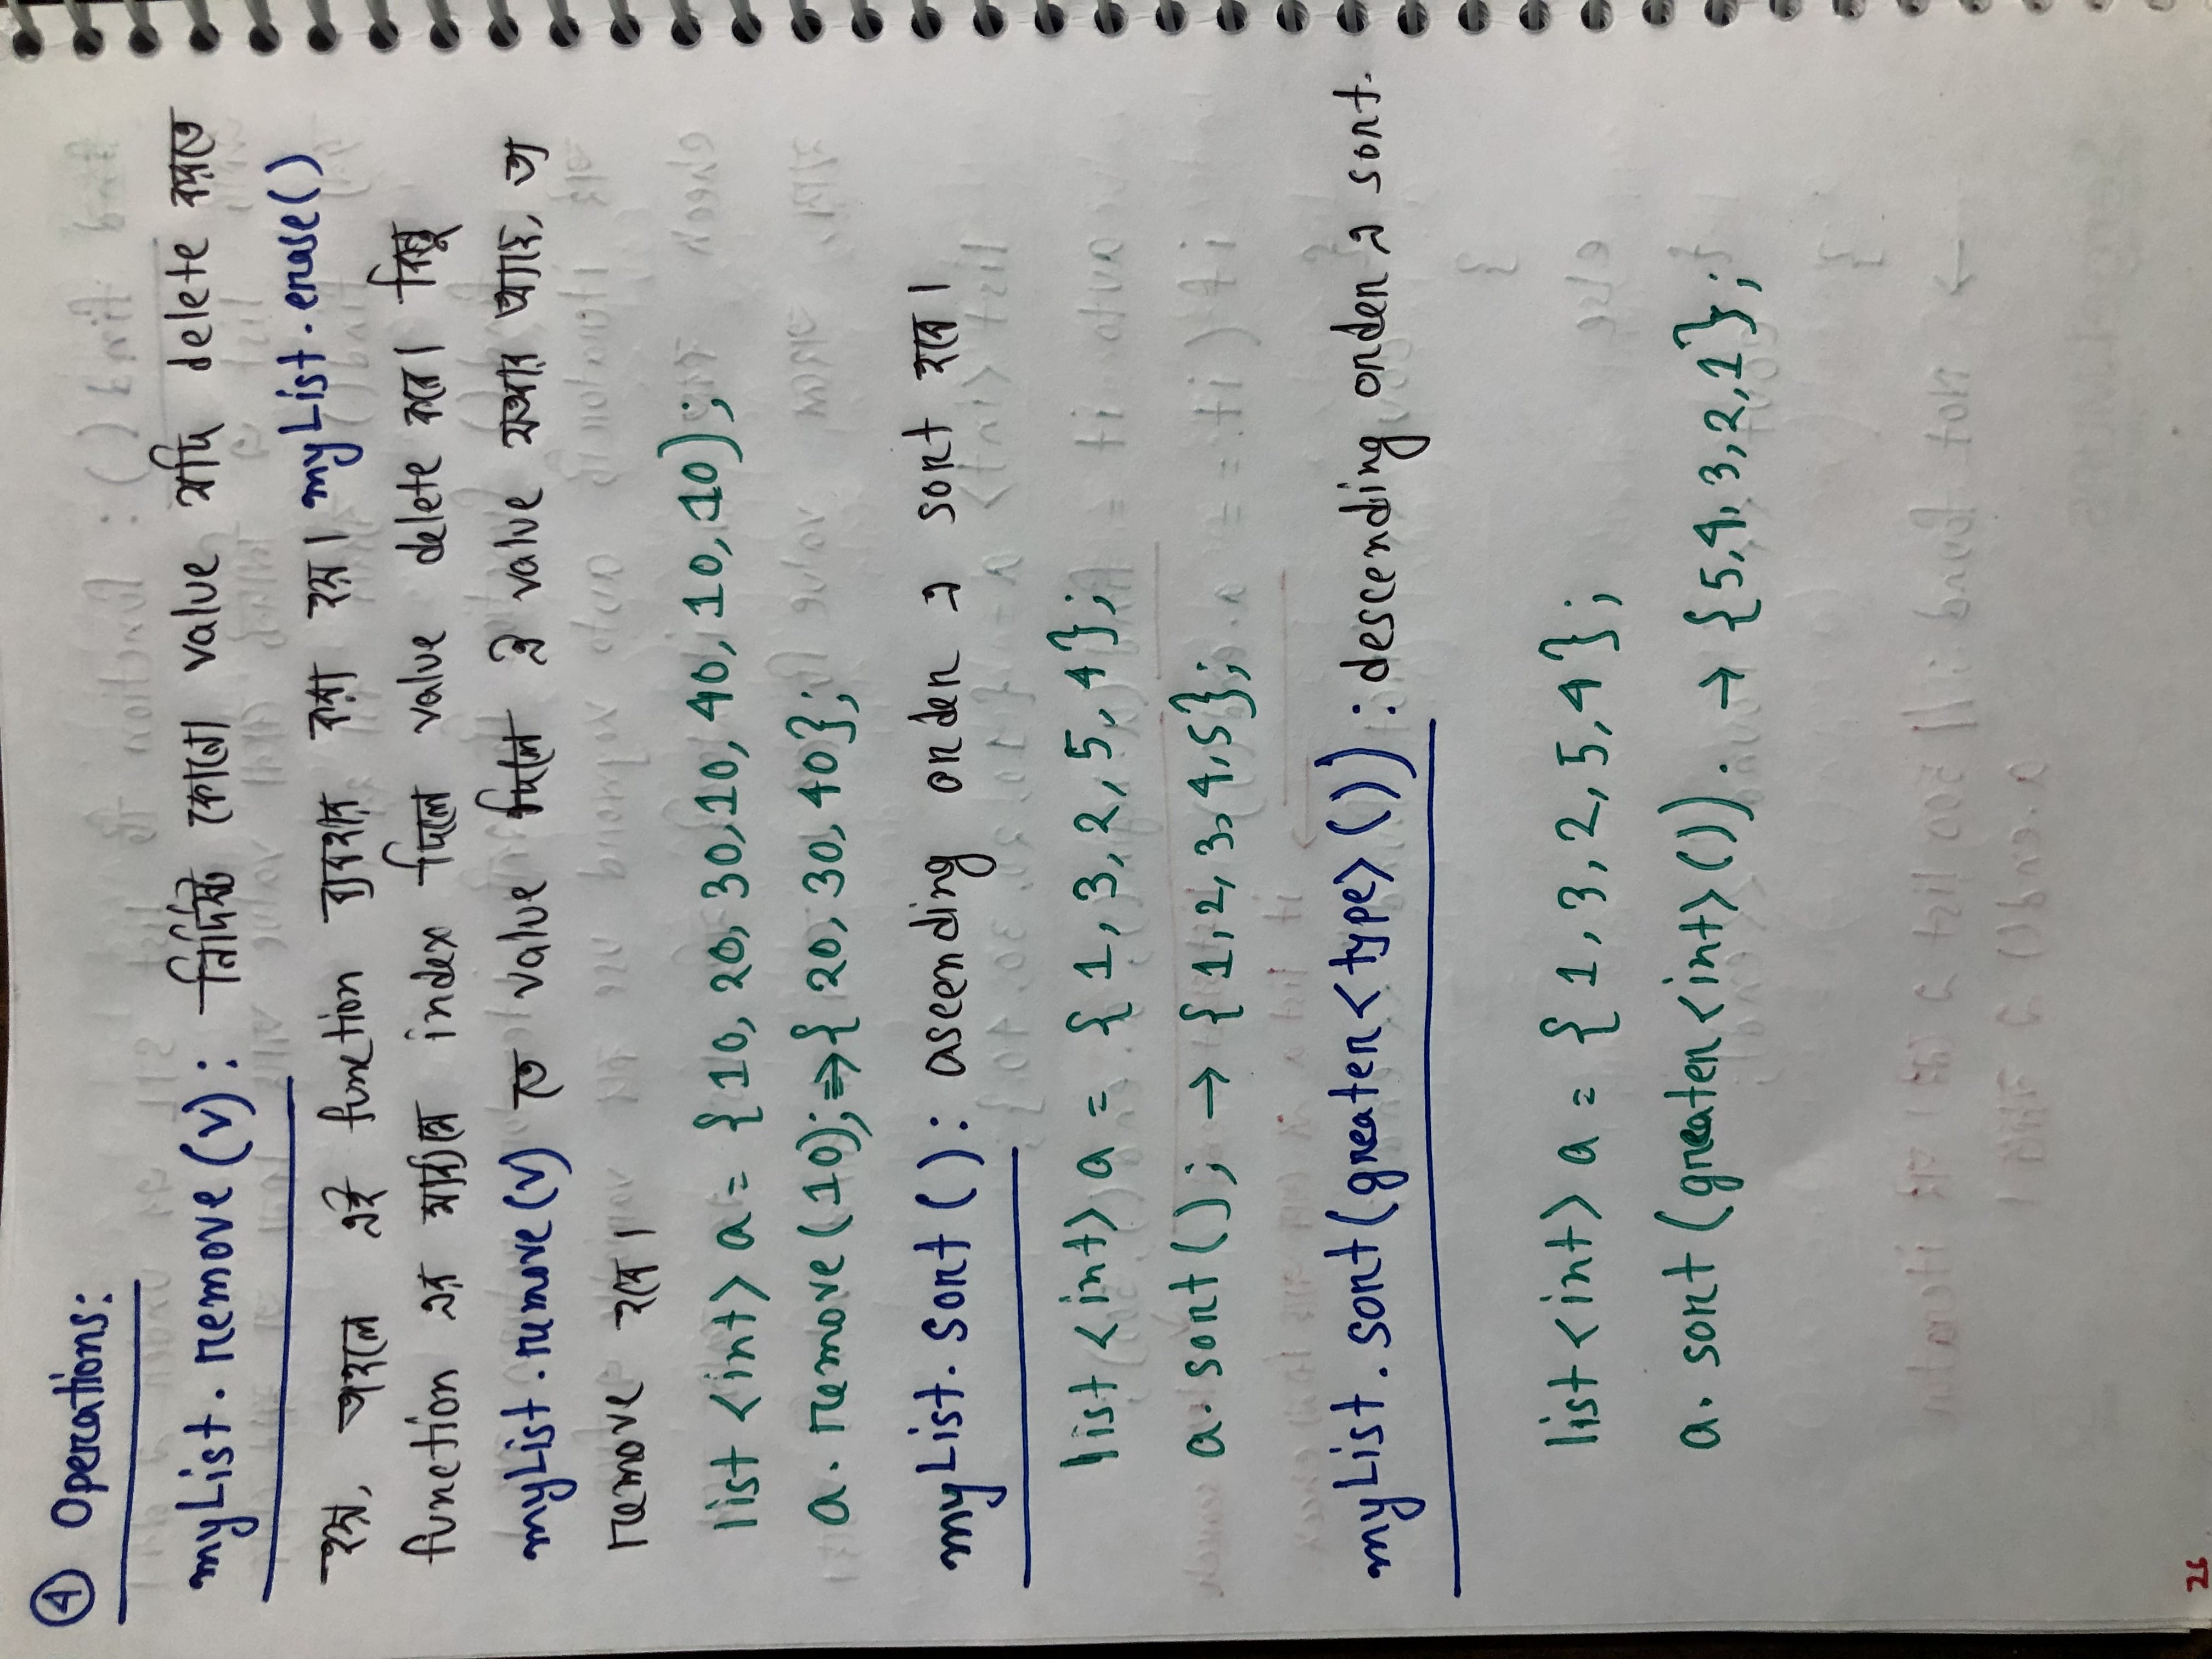 ④ Operations:
myList.remove(v): নির্দিষ্ট কোনো value যদি delete করতে
হয়, তাহলে এই function ব্যবহার করা হয়। myList.erase()
function এর মাধ্যমে index দিলে value delete করে। কিন্তু
myList.remove(v) তে value দিলে ঐ value যতবার আছে, তা
remove হবে।
list <int> a = {10, 20, 30, 10, 40, 10, 10);
a. remove (10); ⇒ { 20, 30, 40};
myList. sort (): ascending order এ sort হবে।
list <int> a = { 1, 3, 2, 5, 4};
a. sort (); → { 1, 2, 3, 4, 5};
myList. sort (greater<type> ()) : descending order এ sort.
list <int> a = { 1, 3, 2, 5, 4};
a. sort (greater <int> ()). → {5, 4, 3, 2, 1};
26